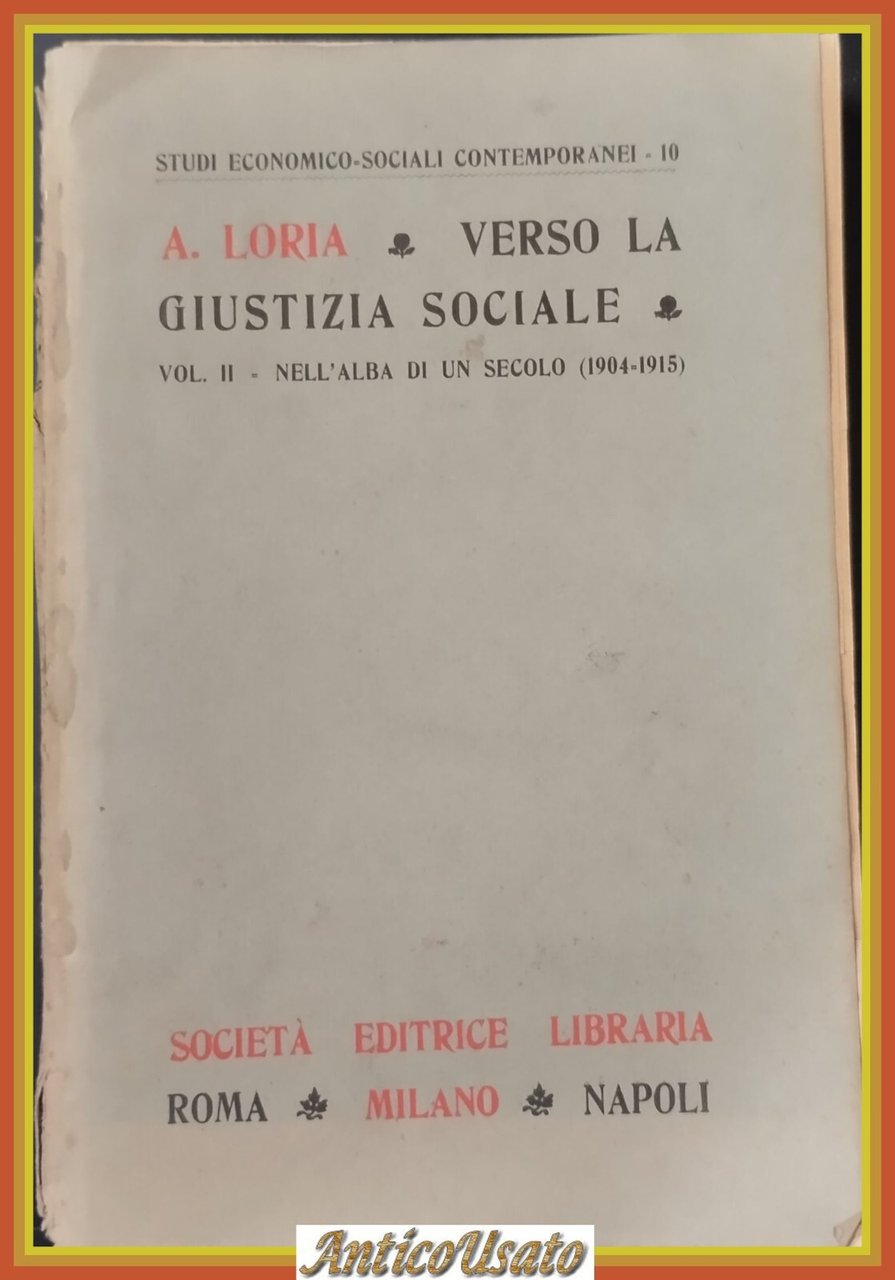 STUDI ECONOMICO-SOCIALI CONTEMPORANEI - 10
A. LORIA VERSO LA
GIUSTIZIA SOCIALE
VOL. II - NELL'ALBA DI UN SECOLO (1904-1915)
SOCIETÀ EDITRICE LIBRARIA
ROMA MILANO NAPOLI
AnticoUsato